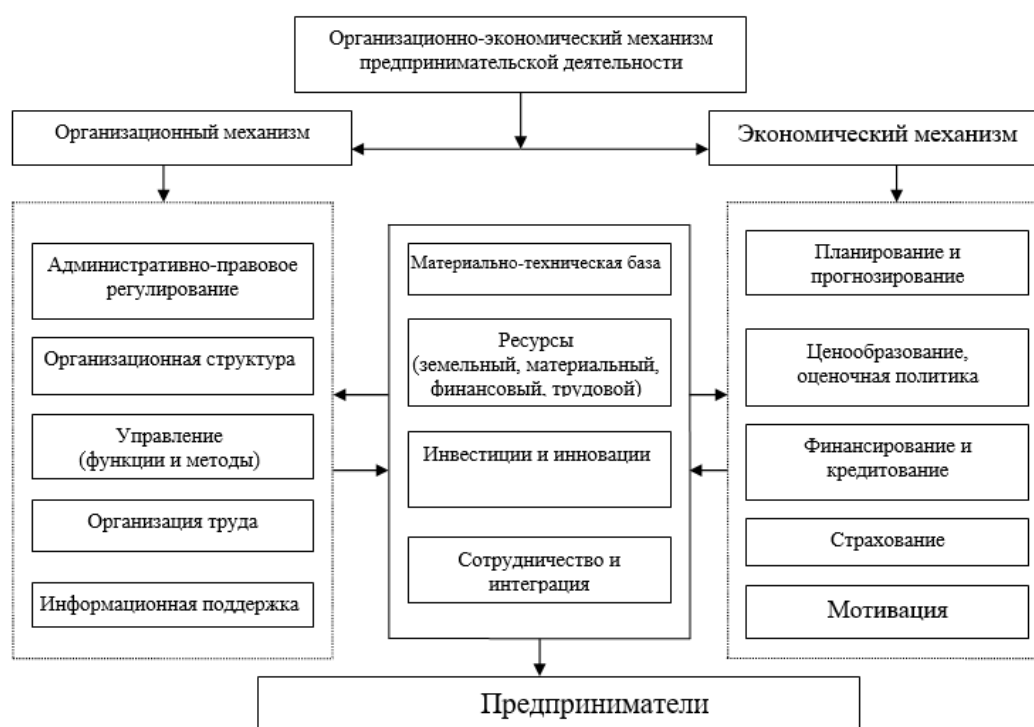 Организационно-экономический механизм
предпринимательской деятельности
Организационный механизм
Экономический механизм
Административно-правовое
регулирование
Организационная структура
Управление
(функции и методы)
Организация труда
Информационная поддержка
Материально-техническая база
Ресурсы
(земельный, материальный,
финансовый, трудовой)
Инвестиции и инновации
Сотрудничество и
интеграция
Планирование и
прогнозирование
Ценообразование,
оценочная политика
Финансирование и
кредитование
Страхование
Мотивация
Предприниматели